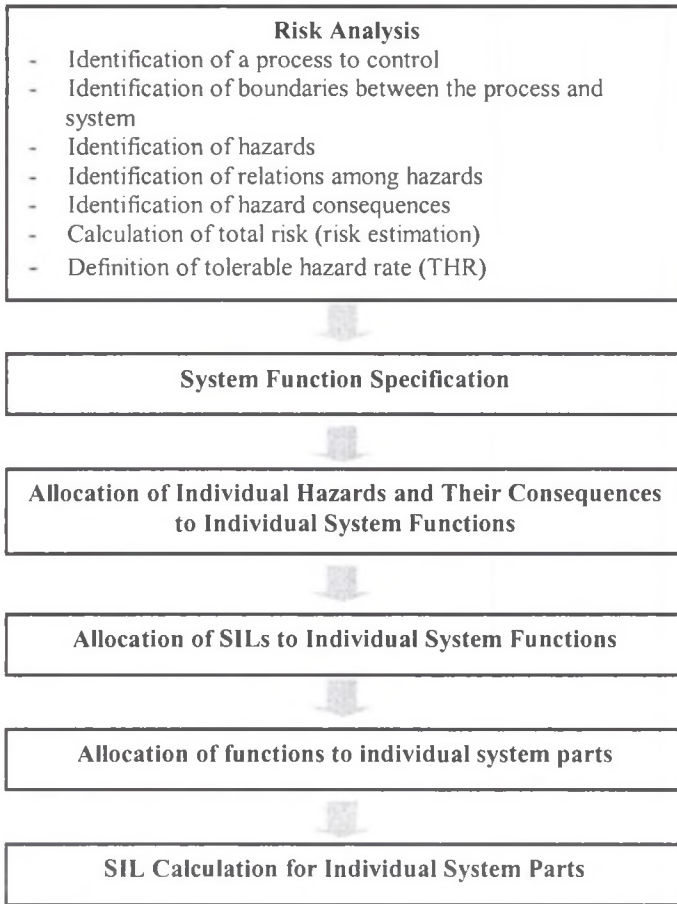 Risk Analysis
- Identification of a process to control
- Identification of boundaries between the process and
system
- Identification of hazards
- Identification of relations among hazards
- Identification of hazard consequences
- Calculation of total risk (risk estimation)
- Definition of tolerable hazard rate (THR)
System Function Specification
Allocation of Individual Hazards and Their Consequences
to Individual System Functions
Allocation of SILs to Individual System Functions
Allocation of functions to individual system parts
SIL Calculation for Individual System Parts